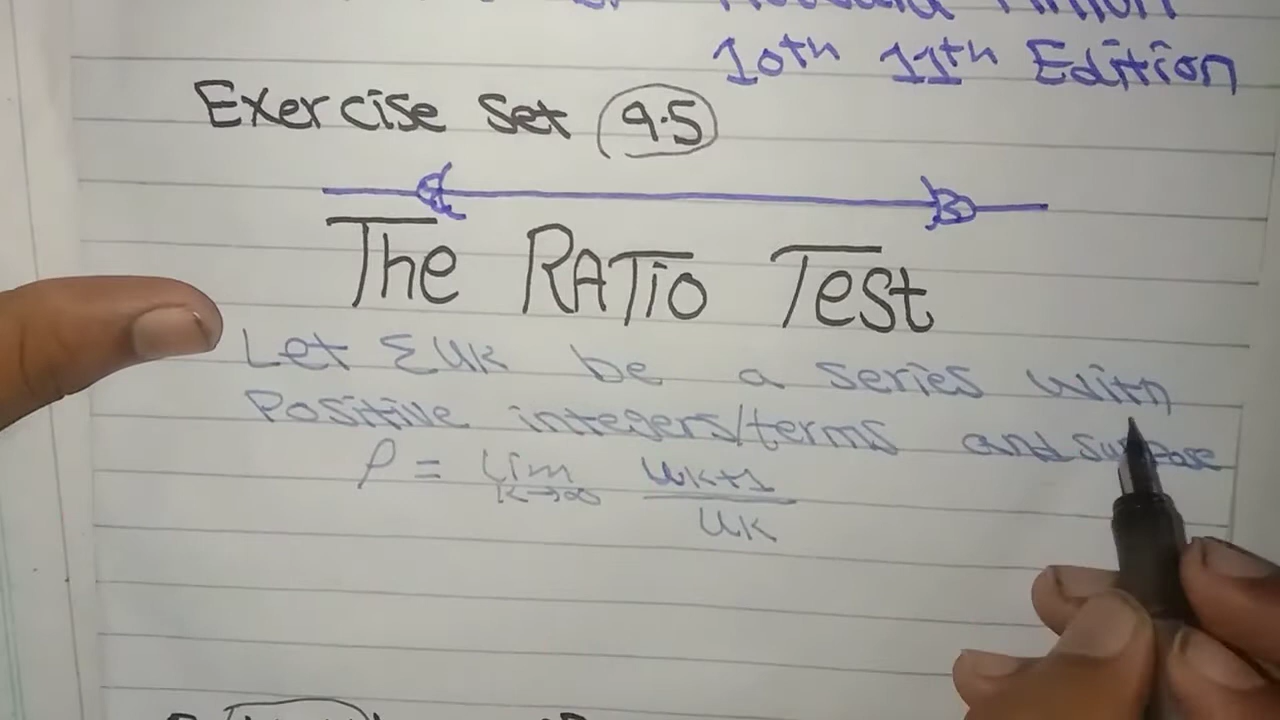 10th 11th Edition
Exercise Set 9.5
The RATio Test
Let ΣUK be a series with
Positive integers/terms and suppose
ρ = Lim K→∞ UK+1 / UK